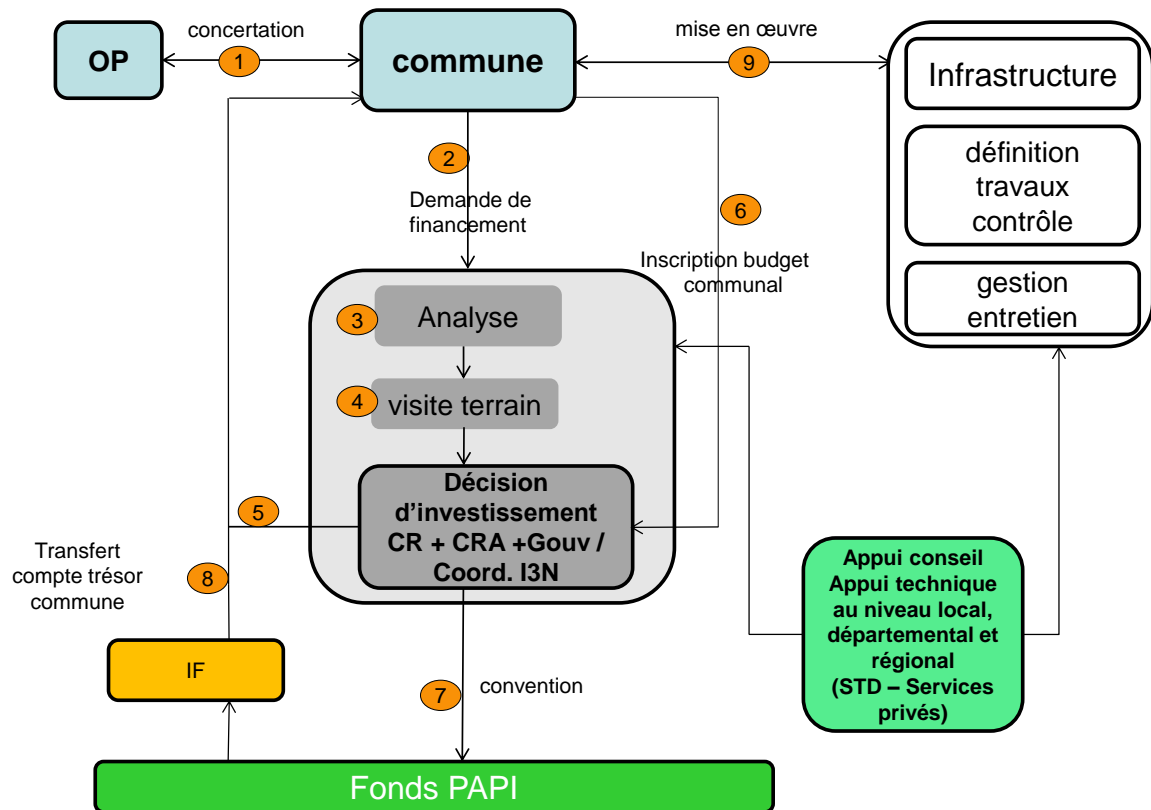 concertation
mise en œuvre
OP
1
commune
9
Infrastructure
définition
travaux
contrôle
gestion
entretien
2
Demande de
financement
6
Inscription budget
communal
3
Analyse
4
visite terrain
Décision
d’investissement
CR + CRA +Gouv /
Coord. I3N
5
Transfert
compte trésor
commune
8
IF
7
convention
Appui conseil
Appui technique
au niveau local,
départemental et
régional
(STD – Services
privés)
Fonds PAPI